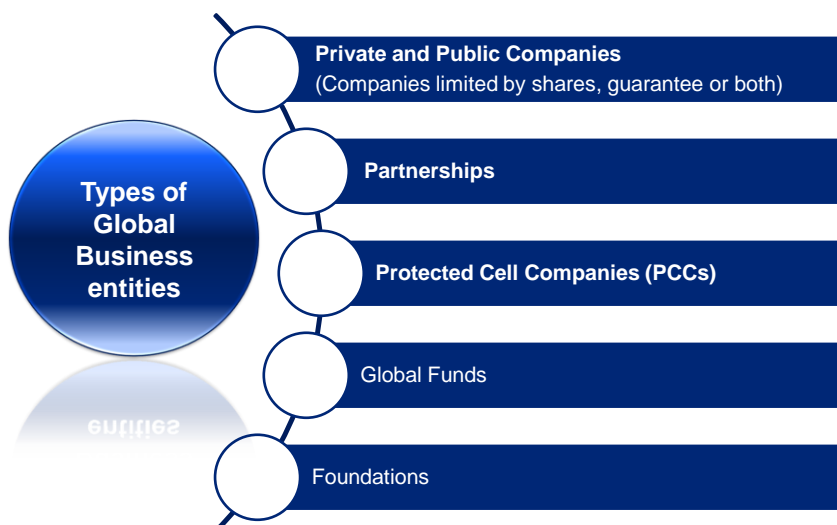 Types of
Global
Business
entities
Private and Public Companies
(Companies limited by shares, guarantee or both)
Partnerships
Protected Cell Companies (PCCs)
Global Funds
Foundations